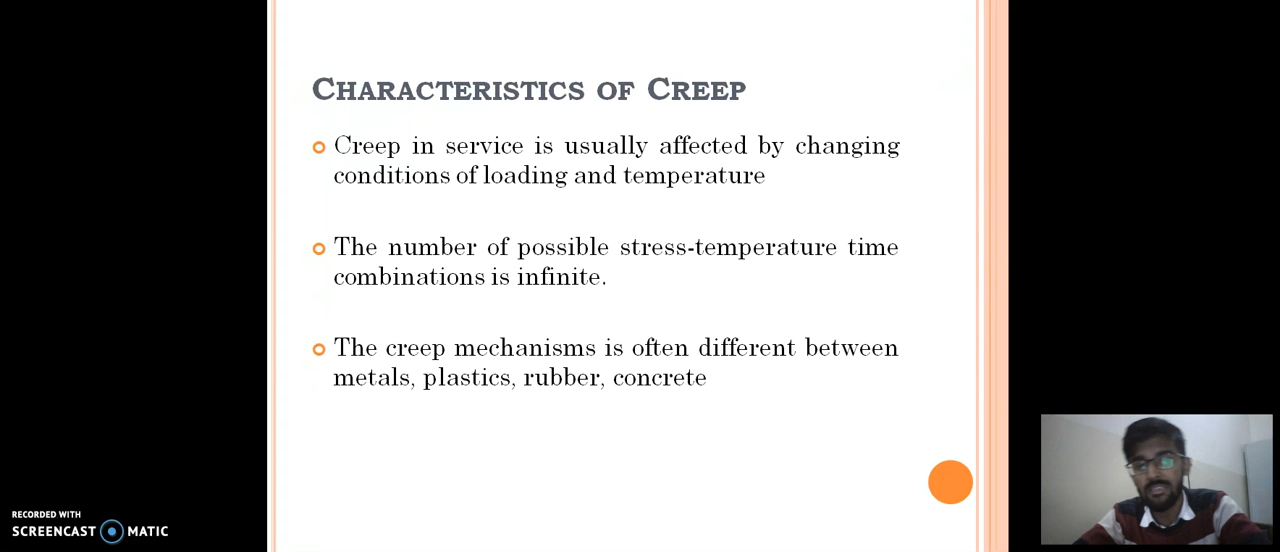 CHARACTERISTICS OF CREEP
Creep in service is usually affected by changing
conditions of loading and temperature
The number of possible stress-temperature time
combinations is infinite.
The creep mechanisms is often different between
metals, plastics, rubber, concrete
RECORDED WITH
SCREENCAST MATIC